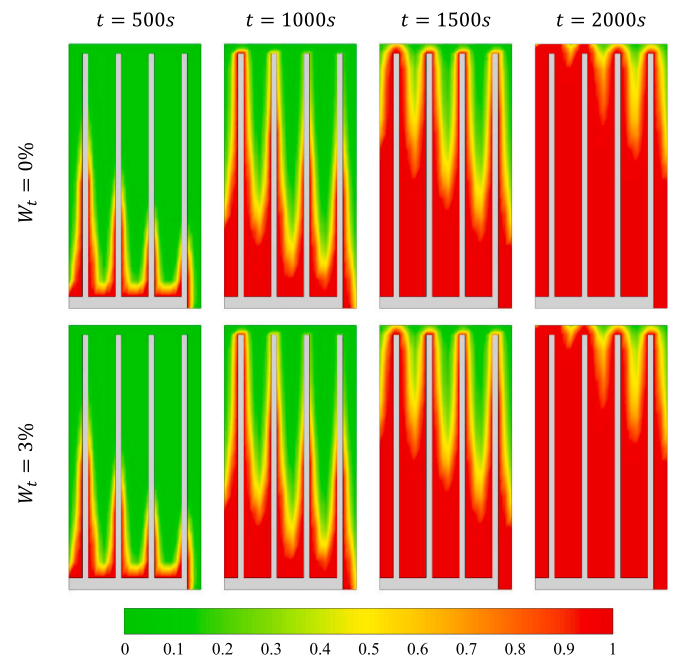 t = 500s t = 1000s t = 1500s t = 2000s
W_t = 0%
W_t = 3%
0 0.1 0.2 0.3 0.4 0.5 0.6 0.7 0.8 0.9 1